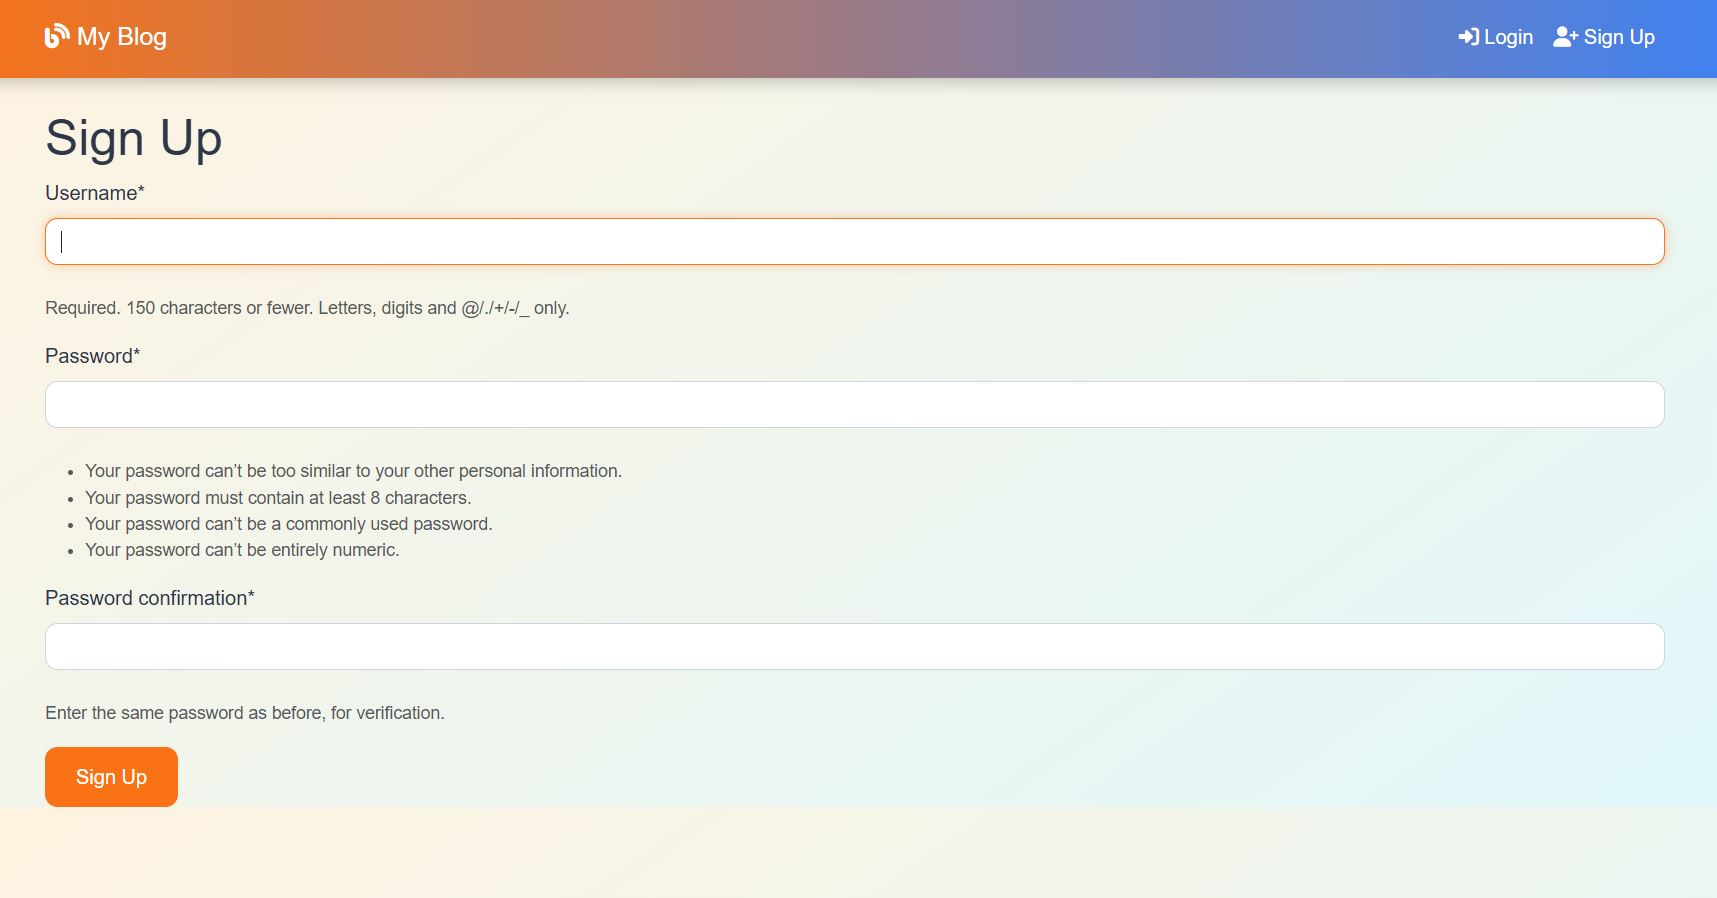 My Blog
Login Sign Up
Sign Up
Username*
Required. 150 characters or fewer. Letters, digits and @/./+/-/_ only.
Password*
Your password can’t be too similar to your other personal information.
Your password must contain at least 8 characters.
Your password can’t be a commonly used password.
Your password can’t be entirely numeric.
Password confirmation*
Enter the same password as before, for verification.
Sign Up